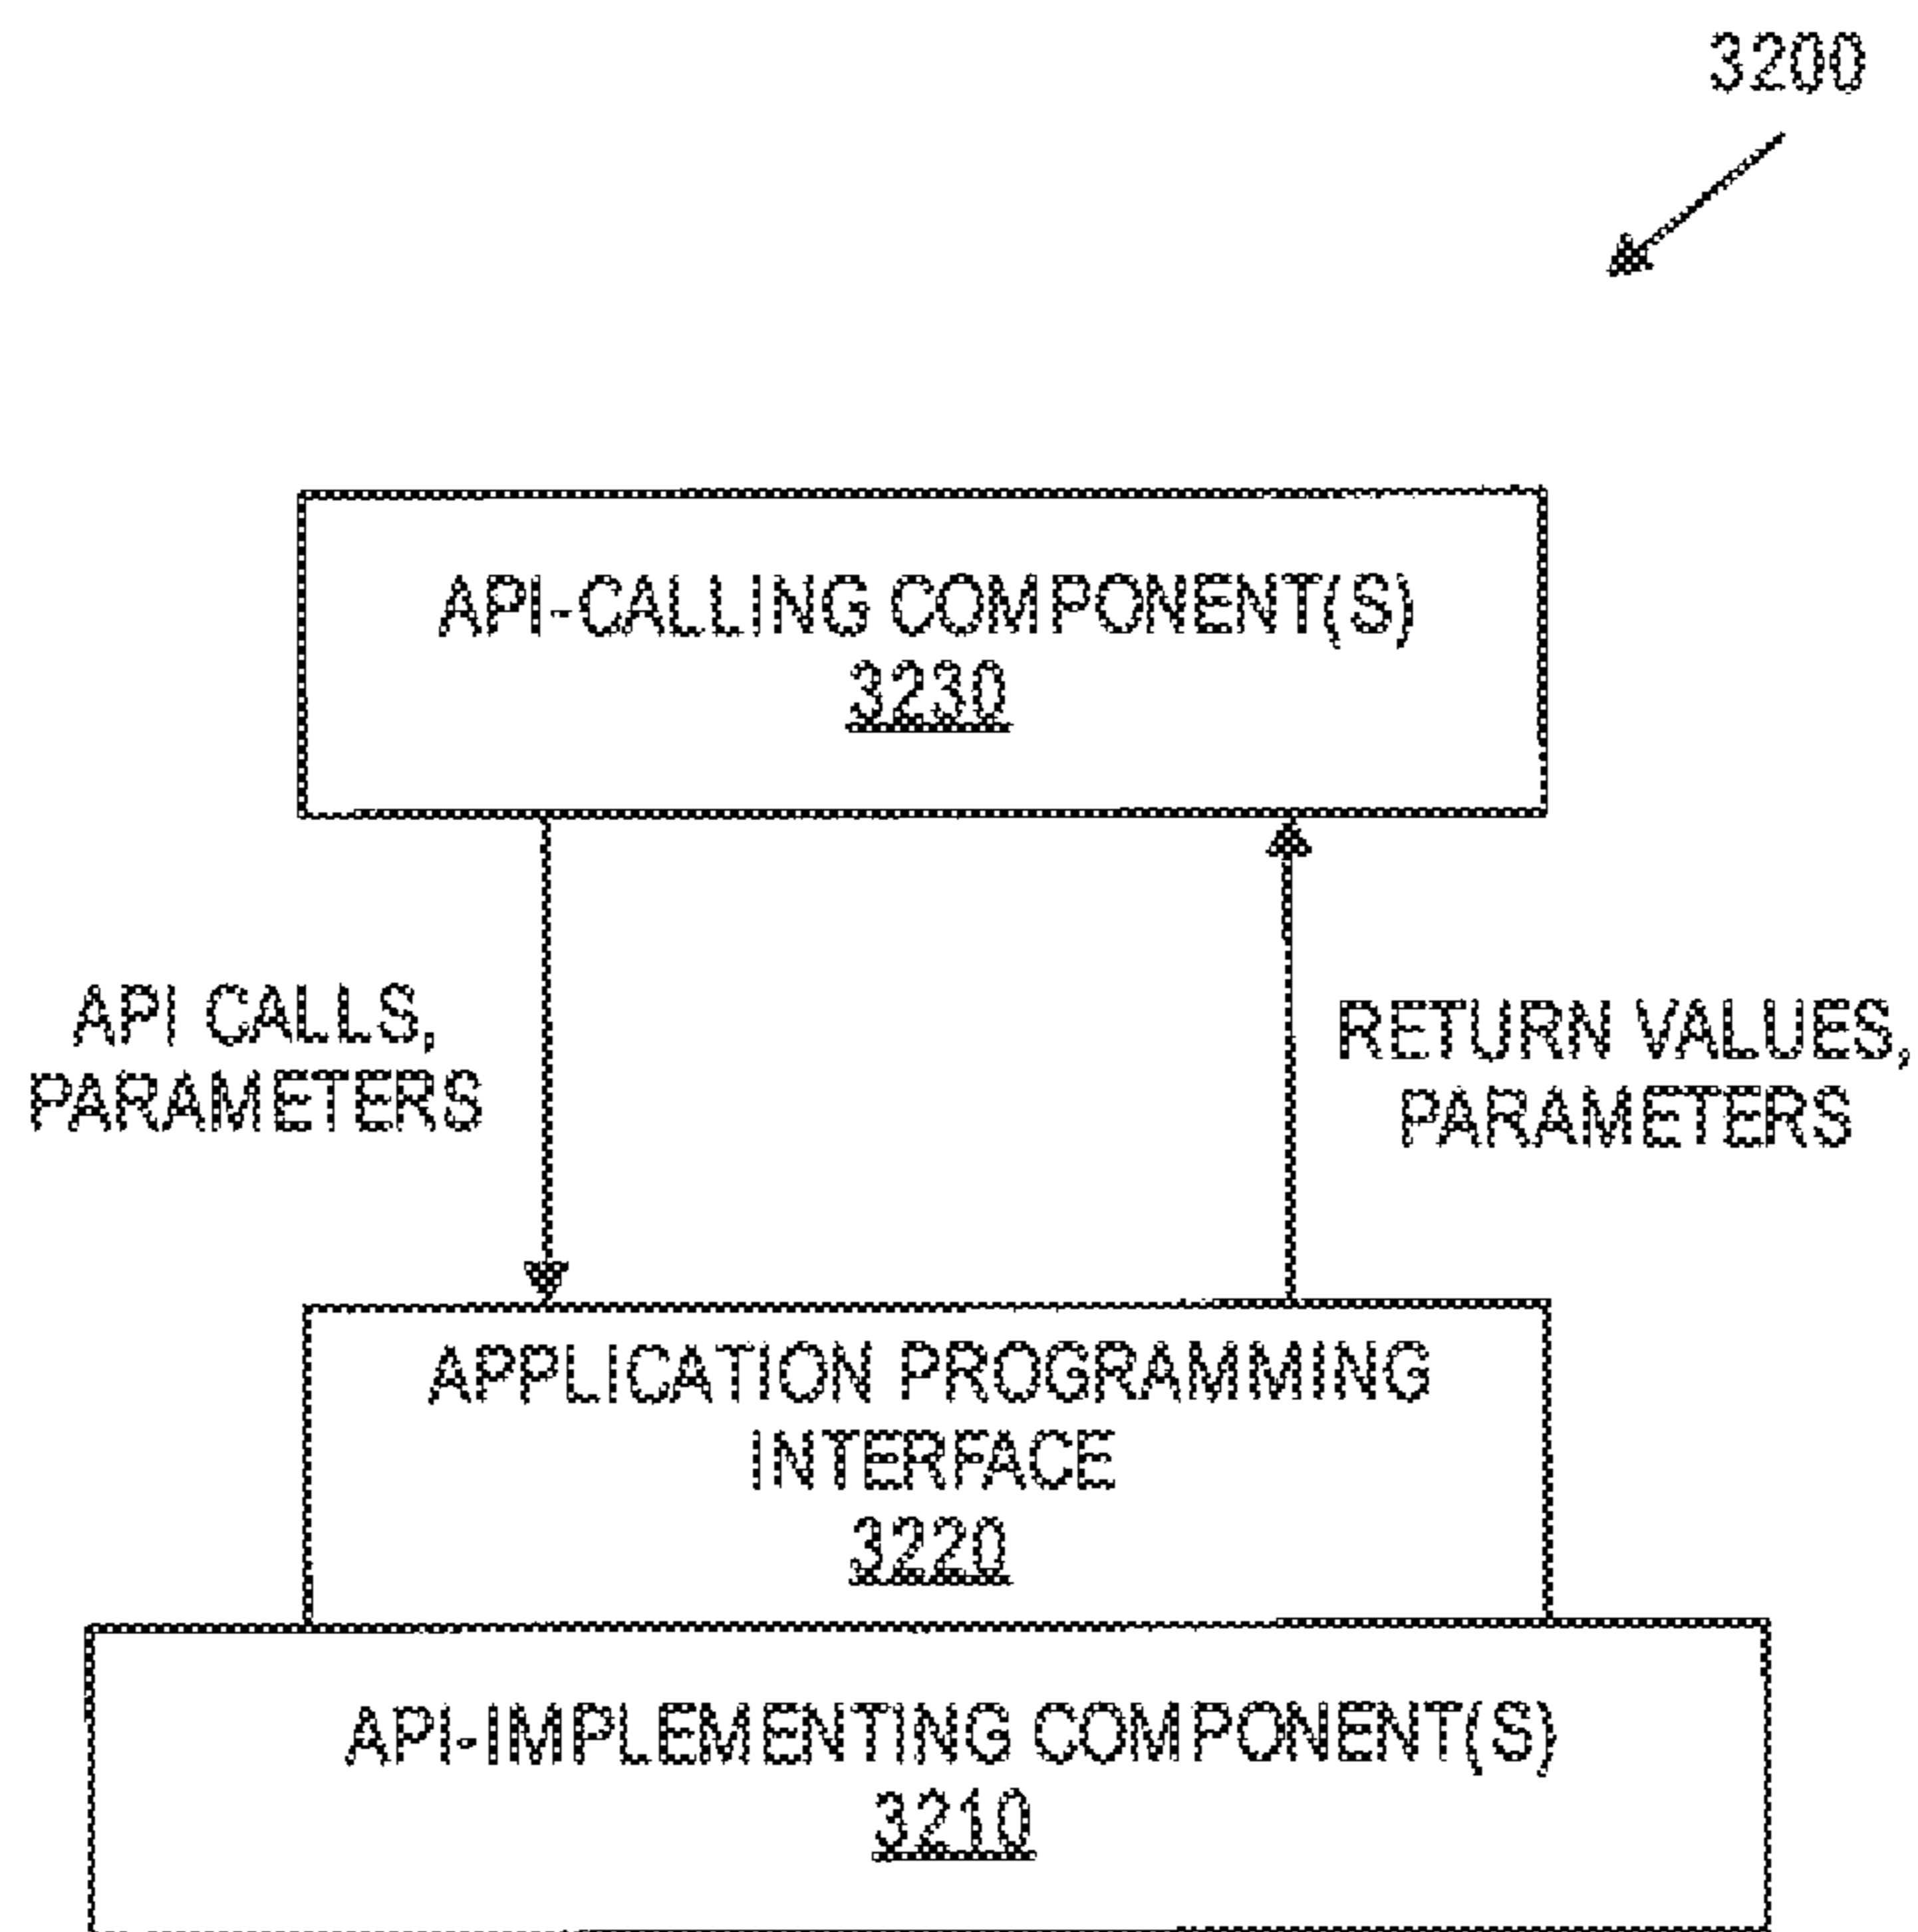 3200
API-CALLING COMPONENT(S)
3230
API CALLS,
PARAMETERS
RETURN VALUES,
PARAMETERS
APPLICATION PROGRAMMING
INTERFACE
3220
API-IMPLEMENTING COMPONENT(S)
3210